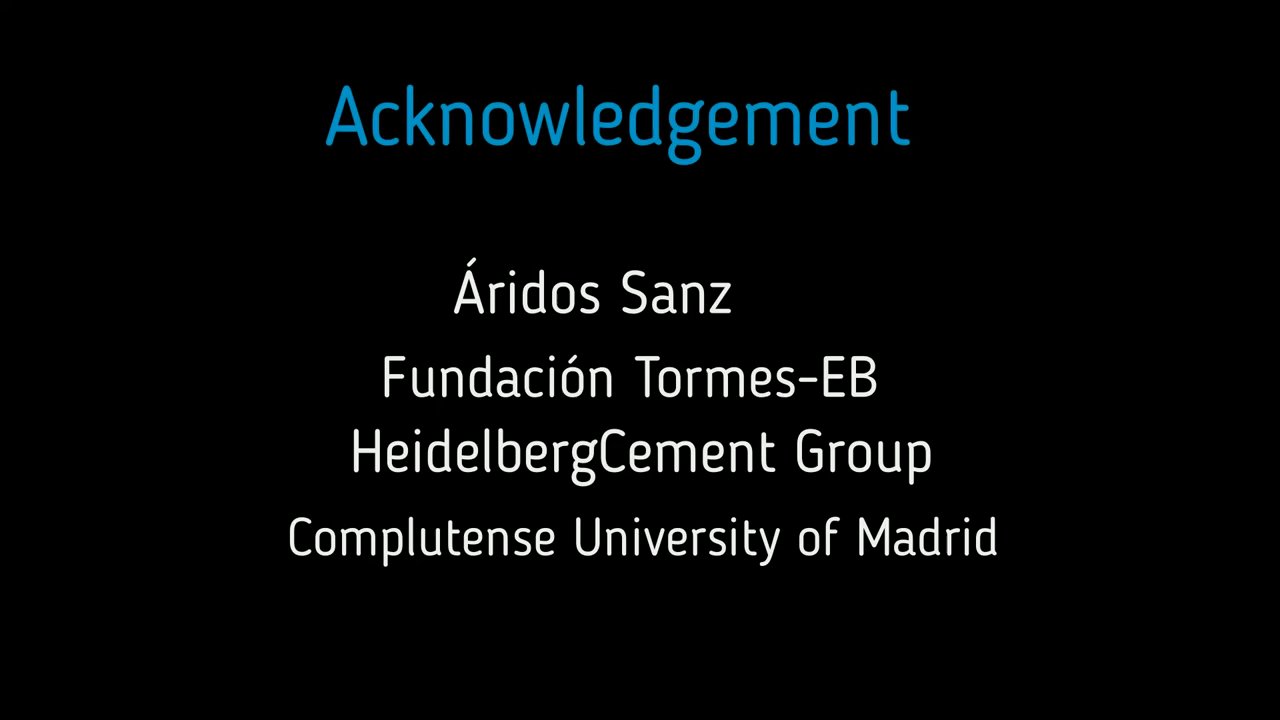 Acknowledgement
Áridos Sanz
Fundación Tormes-EB
HeidelbergCement Group
Complutense University of Madrid